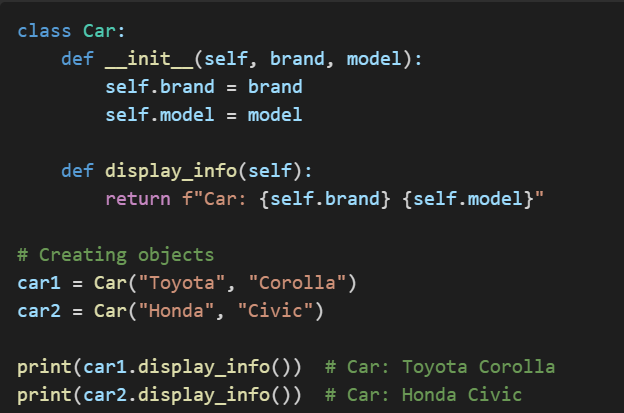 class Car:
    def __init__(self, brand, model):
        self.brand = brand
        self.model = model

    def display_info(self):
        return f"Car: {self.brand} {self.model}"

# Creating objects
car1 = Car("Toyota", "Corolla")
car2 = Car("Honda", "Civic")

print(car1.display_info())  # Car: Toyota Corolla
print(car2.display_info())  # Car: Honda Civic